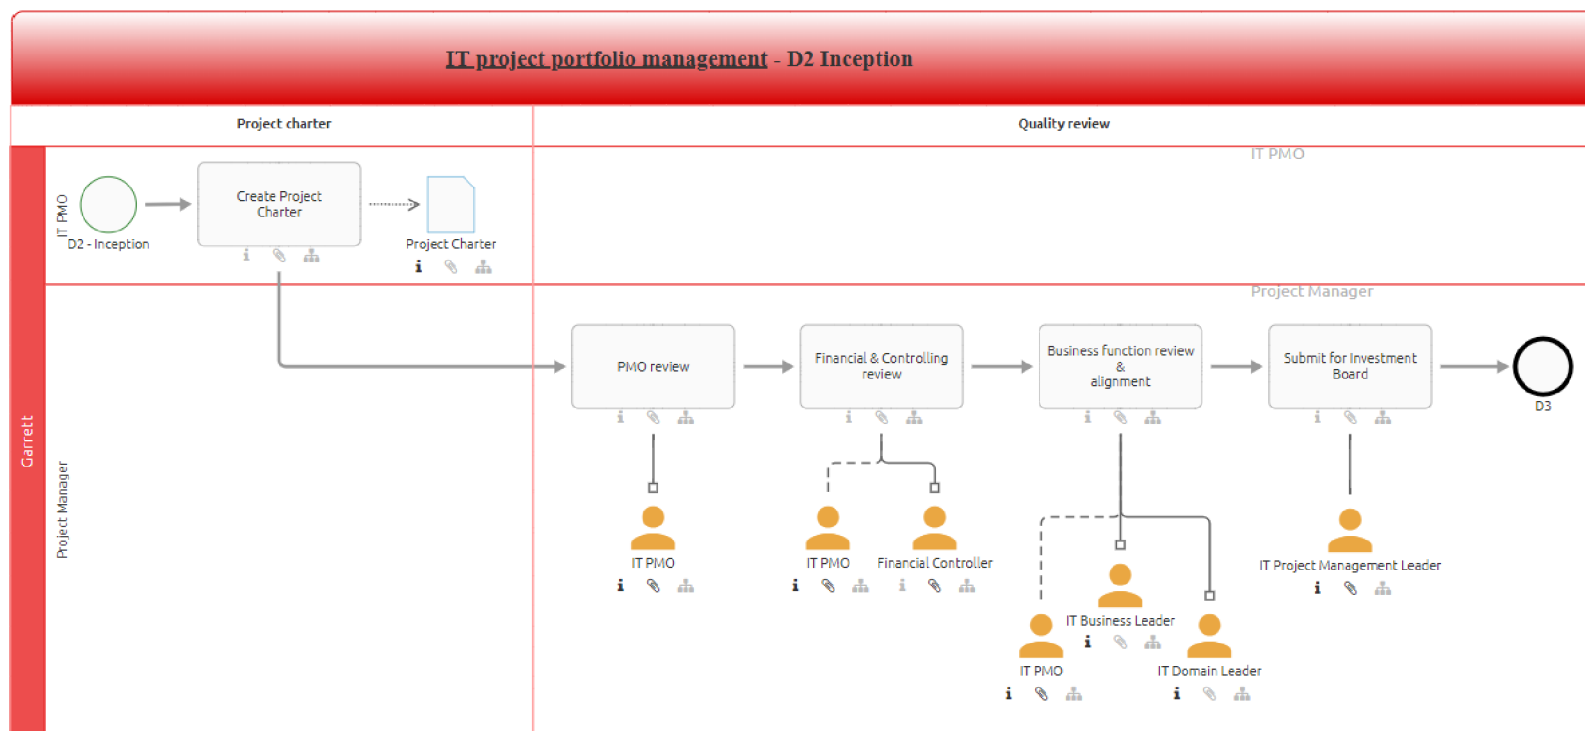 IT project portfolio management - D2 Inception
Project charter
Quality review
Garrett
IT PMO
IT PMO
D2 - Inception
Create Project
Charter
Project Charter
Project Manager
Project Manager
PMO review
Financial & Controlling
review
Business function review
&
alignment
Submit for Investment
Board
D3
IT PMO
IT PMO
Financial Controller
IT PMO
IT Business Leader
IT Domain Leader
IT Project Management Leader